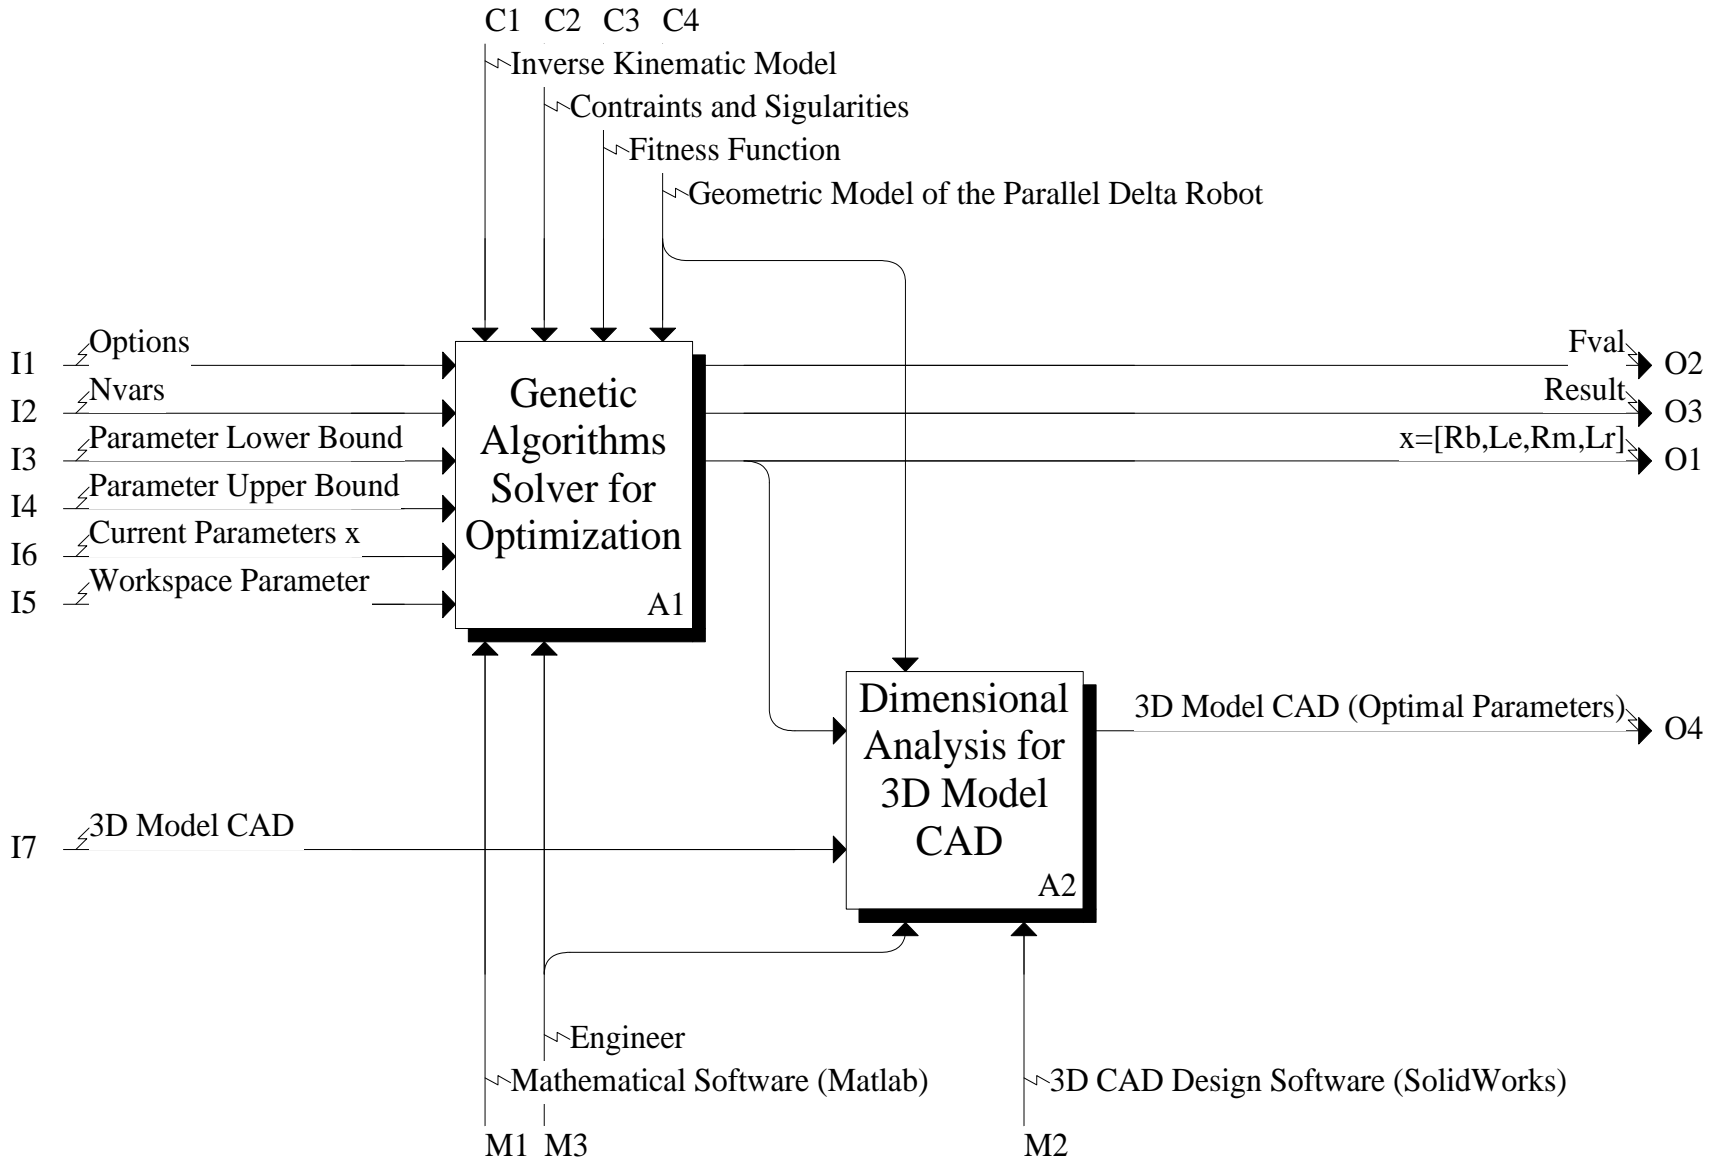 C1 C2 C3 C4
Inverse Kinematic Model
Contraints and Sigularities
Fitness Function
Geometric Model of the Parallel Delta Robot
I1 Options
I2 Nvars
I3 Parameter Lower Bound
I4 Parameter Upper Bound
I6 Current Parameters x
I5 Workspace Parameter
Genetic
Algorithms
Solver for
Optimization
A1
Fval O2
Result O3
x=[Rb,Le,Rm,Lr] O1
Dimensional
Analysis for
3D Model
CAD
A2
3D Model CAD (Optimal Parameters) O4
I7 3D Model CAD
Engineer
Mathematical Software (Matlab)
3D CAD Design Software (SolidWorks)
M1 M3 M2